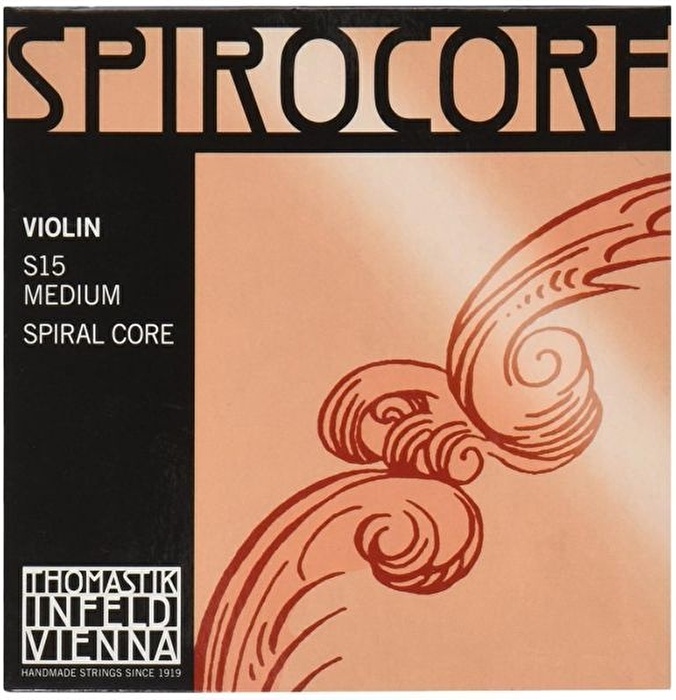 SPIROCORE
VIOLIN
S15
MEDIUM
SPIRAL CORE
THOMASTIK
INFELD
VIENNA
HANDMADE STRINGS SINCE 1919